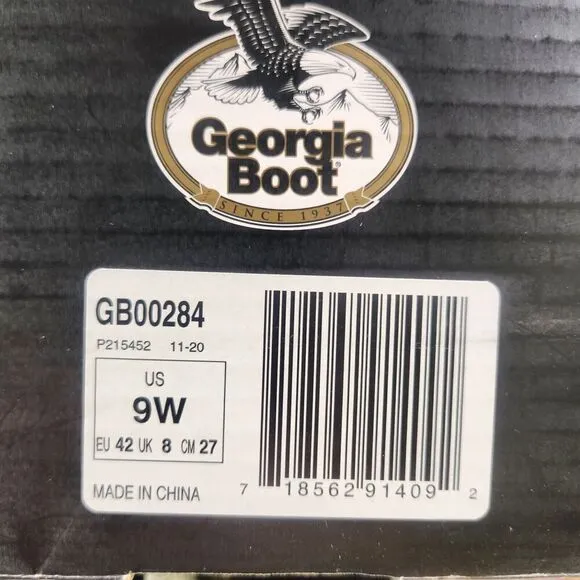 Georgia
Boot®
SINCE 1937
GB00284
P215452 11-20
US
9W
EU 42 UK 8 CM 27
MADE IN CHINA
7 18562 91409 2